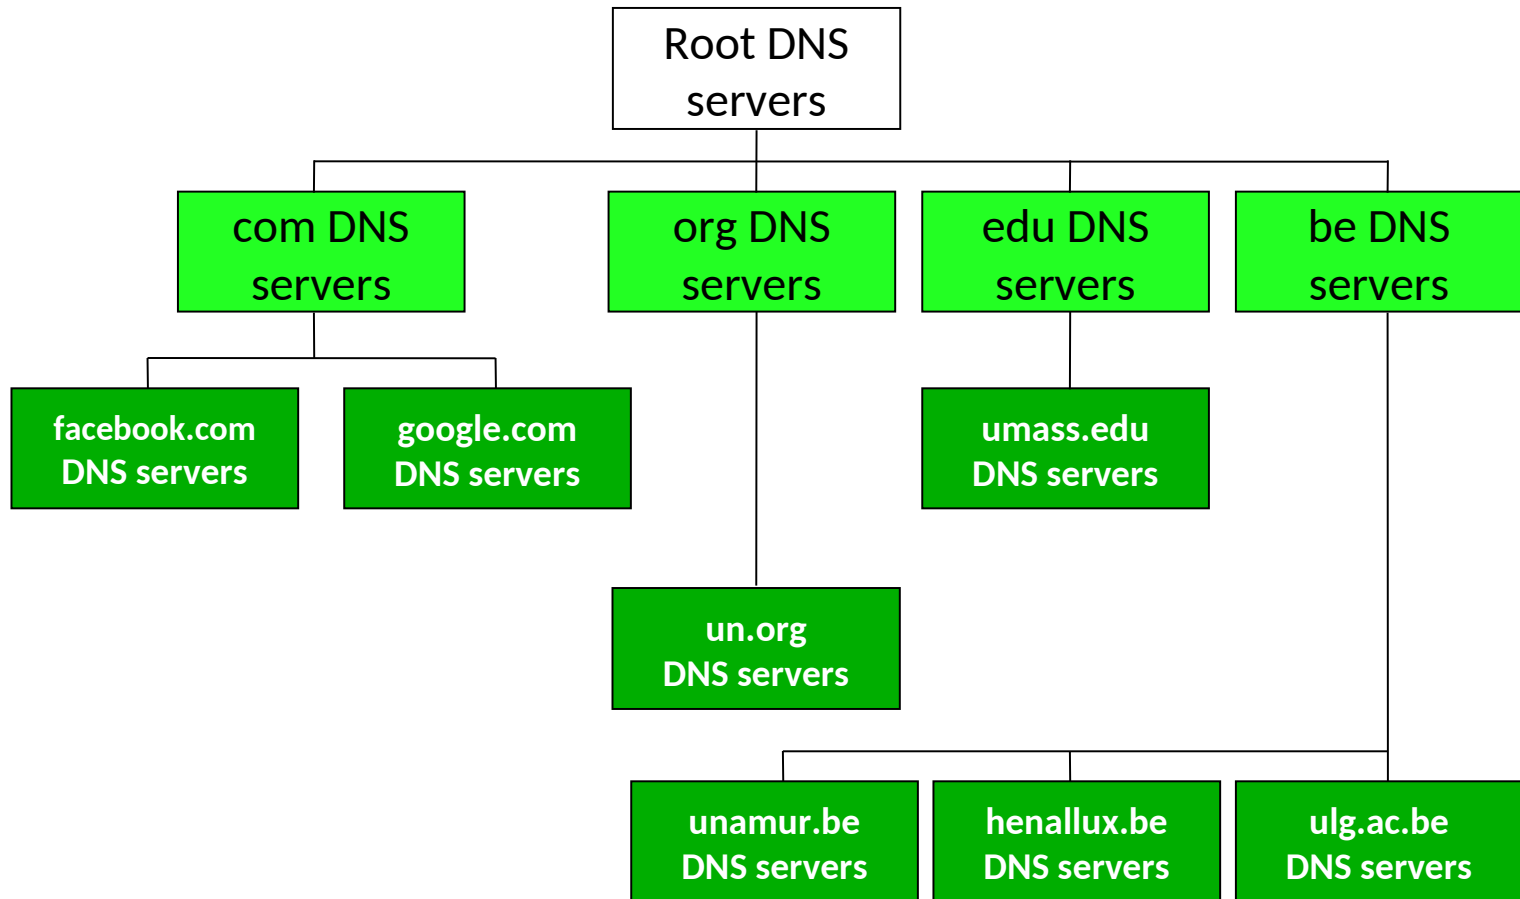 Root DNS
servers
com DNS
servers
org DNS
servers
edu DNS
servers
be DNS
servers
facebook.com
DNS servers
google.com
DNS servers
umass.edu
DNS servers
un.org
DNS servers
unamur.be
DNS servers
henallux.be
DNS servers
ulg.ac.be
DNS servers